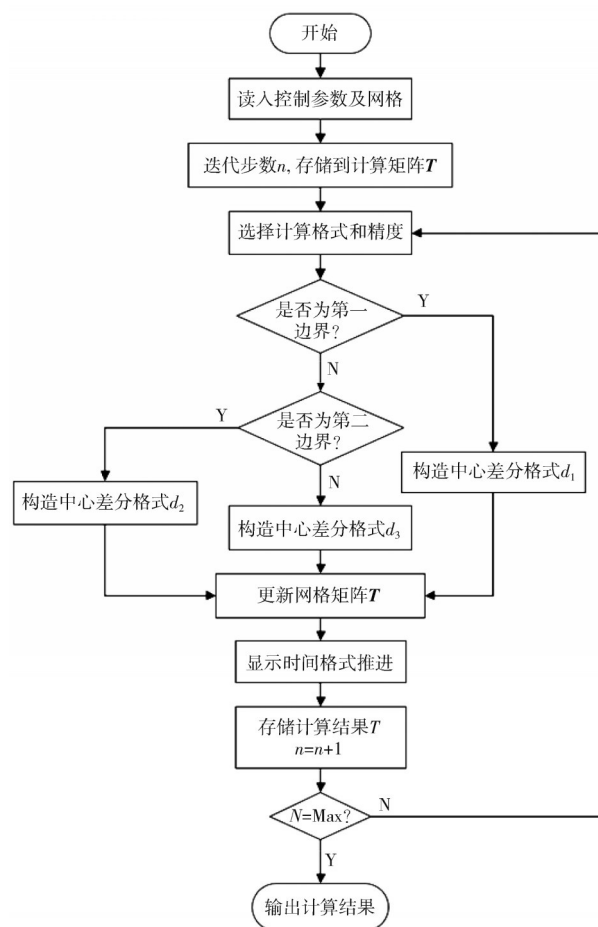 开始
读入控制参数及网格
迭代步数n, 存储到计算矩阵T
选择计算格式和精度
是否为第一
边界?
Y
N
是否为第二
边界?
Y
N
构造中心差分格式d₁
构造中心差分格式d₂
构造中心差分格式d₃
更新网格矩阵T
显示时间格式推进
存储计算结果T
n=n+1
N=Max?
N
Y
输出计算结果